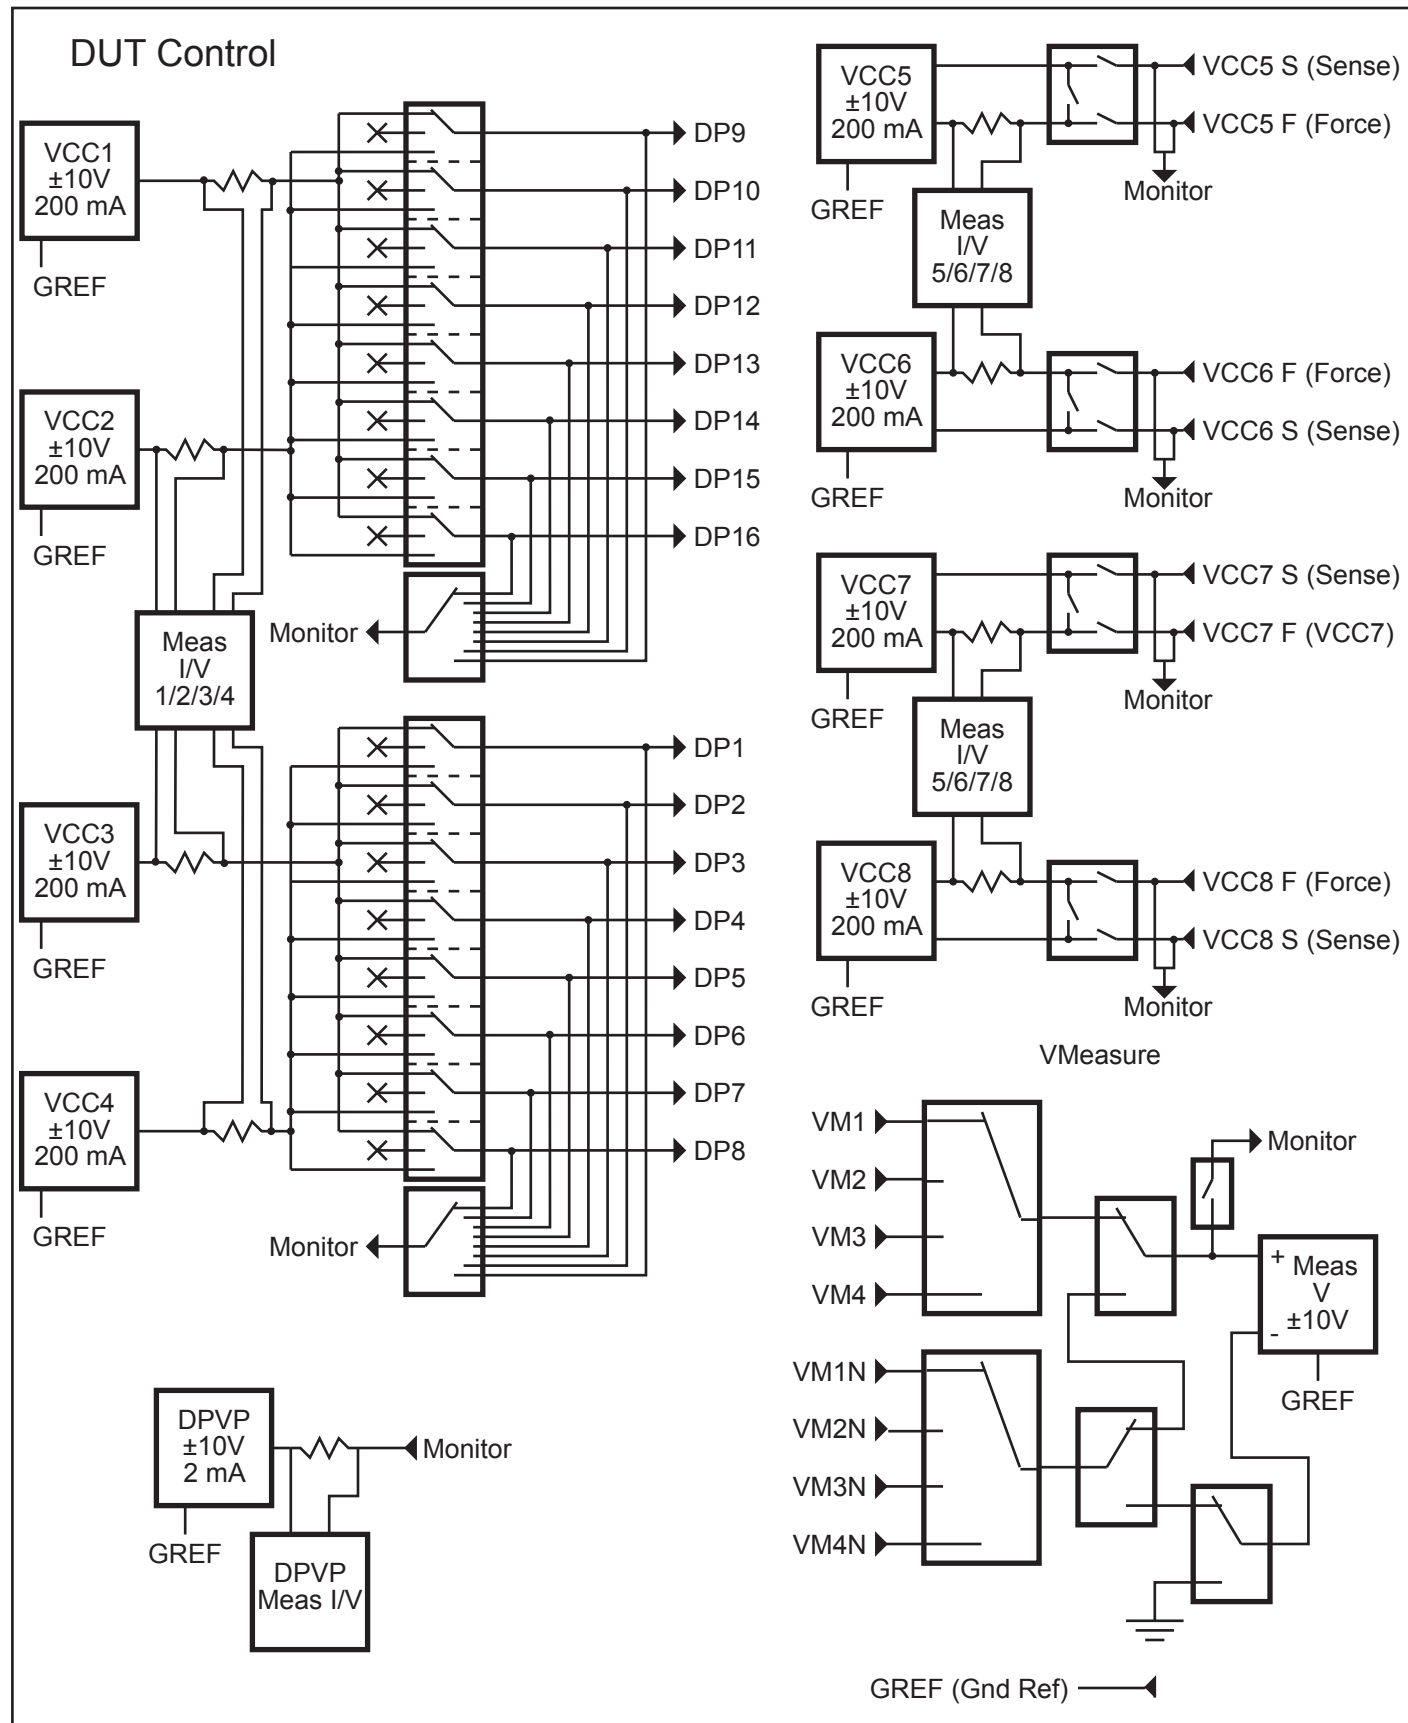 DUT Control
VCC1
±10V
200 mA
GREF
VCC2
±10V
200 mA
GREF
Meas
I/V
1/2/3/4
VCC3
±10V
200 mA
GREF
VCC4
±10V
200 mA
GREF
DP9
DP10
DP11
DP12
DP13
DP14
DP15
DP16
Monitor
DP1
DP2
DP3
DP4
DP5
DP6
DP7
DP8
Monitor
DPVP
±10V
2 mA
GREF
Monitor
DPVP
Meas I/V
VCC5
±10V
200 mA
GREF
VCC5 S (Sense)
VCC5 F (Force)
Monitor
Meas
I/V
5/6/7/8
VCC6
±10V
200 mA
GREF
VCC6 F (Force)
VCC6 S (Sense)
Monitor
VCC7
±10V
200 mA
GREF
VCC7 S (Sense)
VCC7 F (VCC7)
Monitor
Meas
I/V
5/6/7/8
VCC8
±10V
200 mA
GREF
VCC8 F (Force)
VCC8 S (Sense)
Monitor
VMeasure
VM1
VM2
VM3
VM4
Monitor
+ Meas
V
±10V
-
GREF
VM1N
VM2N
VM3N
VM4N
GREF (Gnd Ref)